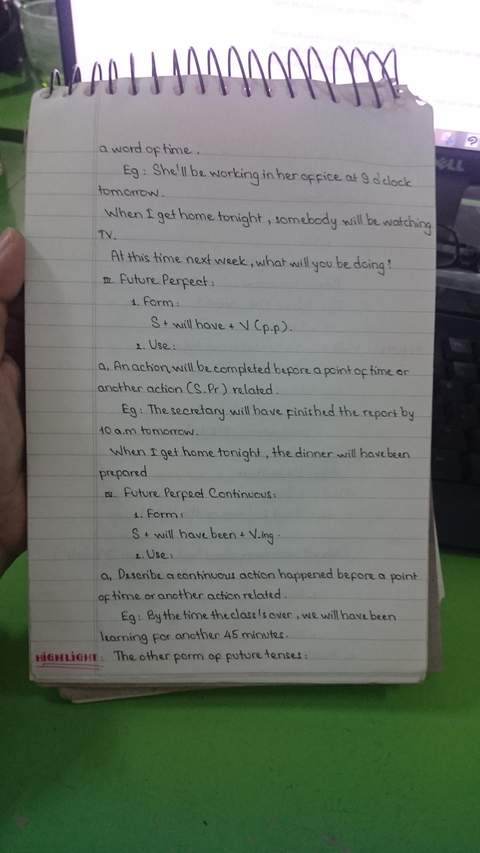 a word of time.
Eg: She'll be working in her office at 9 o'clock
tomorrow.
When I get home tonight, somebody will be watching
TV.
At this time next week, what will you be doing?
III. Future Perfect:
1. Form:
S + will have + V (p.p).
2. Use:
a, An action will be completed before a point of time or
another action (S.Pr) related.
Eg: The secretary will have finished the report by
10 a.m tomorrow.
When I get home tonight, the dinner will have been
prepared
IV. Future Perfect Continuous:
1. Form:
S + will have been + V.ing.
2. Use:
a, Describe a continuous action happened before a point
of time or another action related.
Eg: By the time the class's over, we will have been
learning for another 45 minutes.
HIGHLIGHT: The other form of future tenses:
DELL